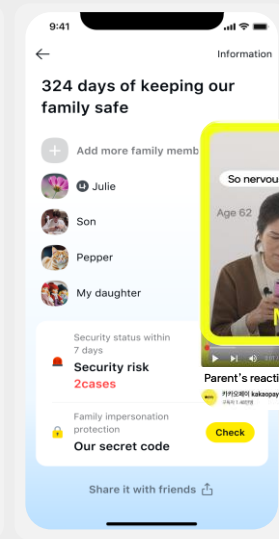 9:41
Information
324 days of keeping our
family safe
Add more family memb
Julie
Son
Pepper
My daughter
So nervou
Age 62
Parent's reacti
카카오페이 kakaopay
Security status within
7 days
Security risk
2cases
Family impersonation
protection
Our secret code
Check
Share it with friends